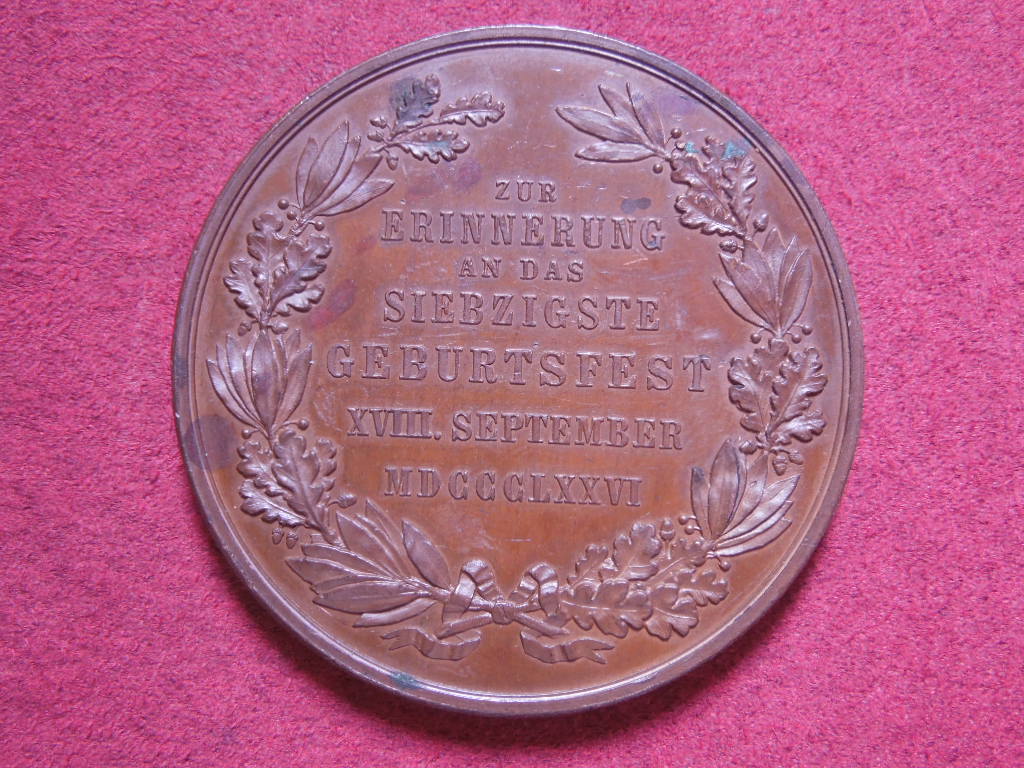 ZUR
ERINNERUNG
AN DAS
SIEBZIGSTE
GEBURTSFEST
XVIII. SEPTEMBER
MDCCCLXXVI